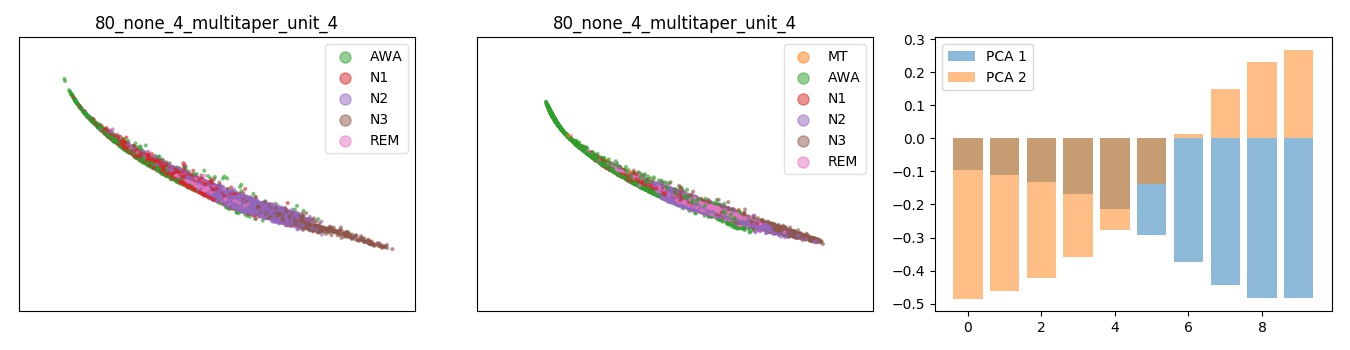 80_none_4_multitaper_unit_4
AWA
N1
N2
N3
REM
80_none_4_multitaper_unit_4
MT
AWA
N1
N2
N3
REM
PCA 1
PCA 2
0.3
0.2
0.1
0.0
−0.1
−0.2
−0.3
−0.4
−0.5
0 2 4 6 8